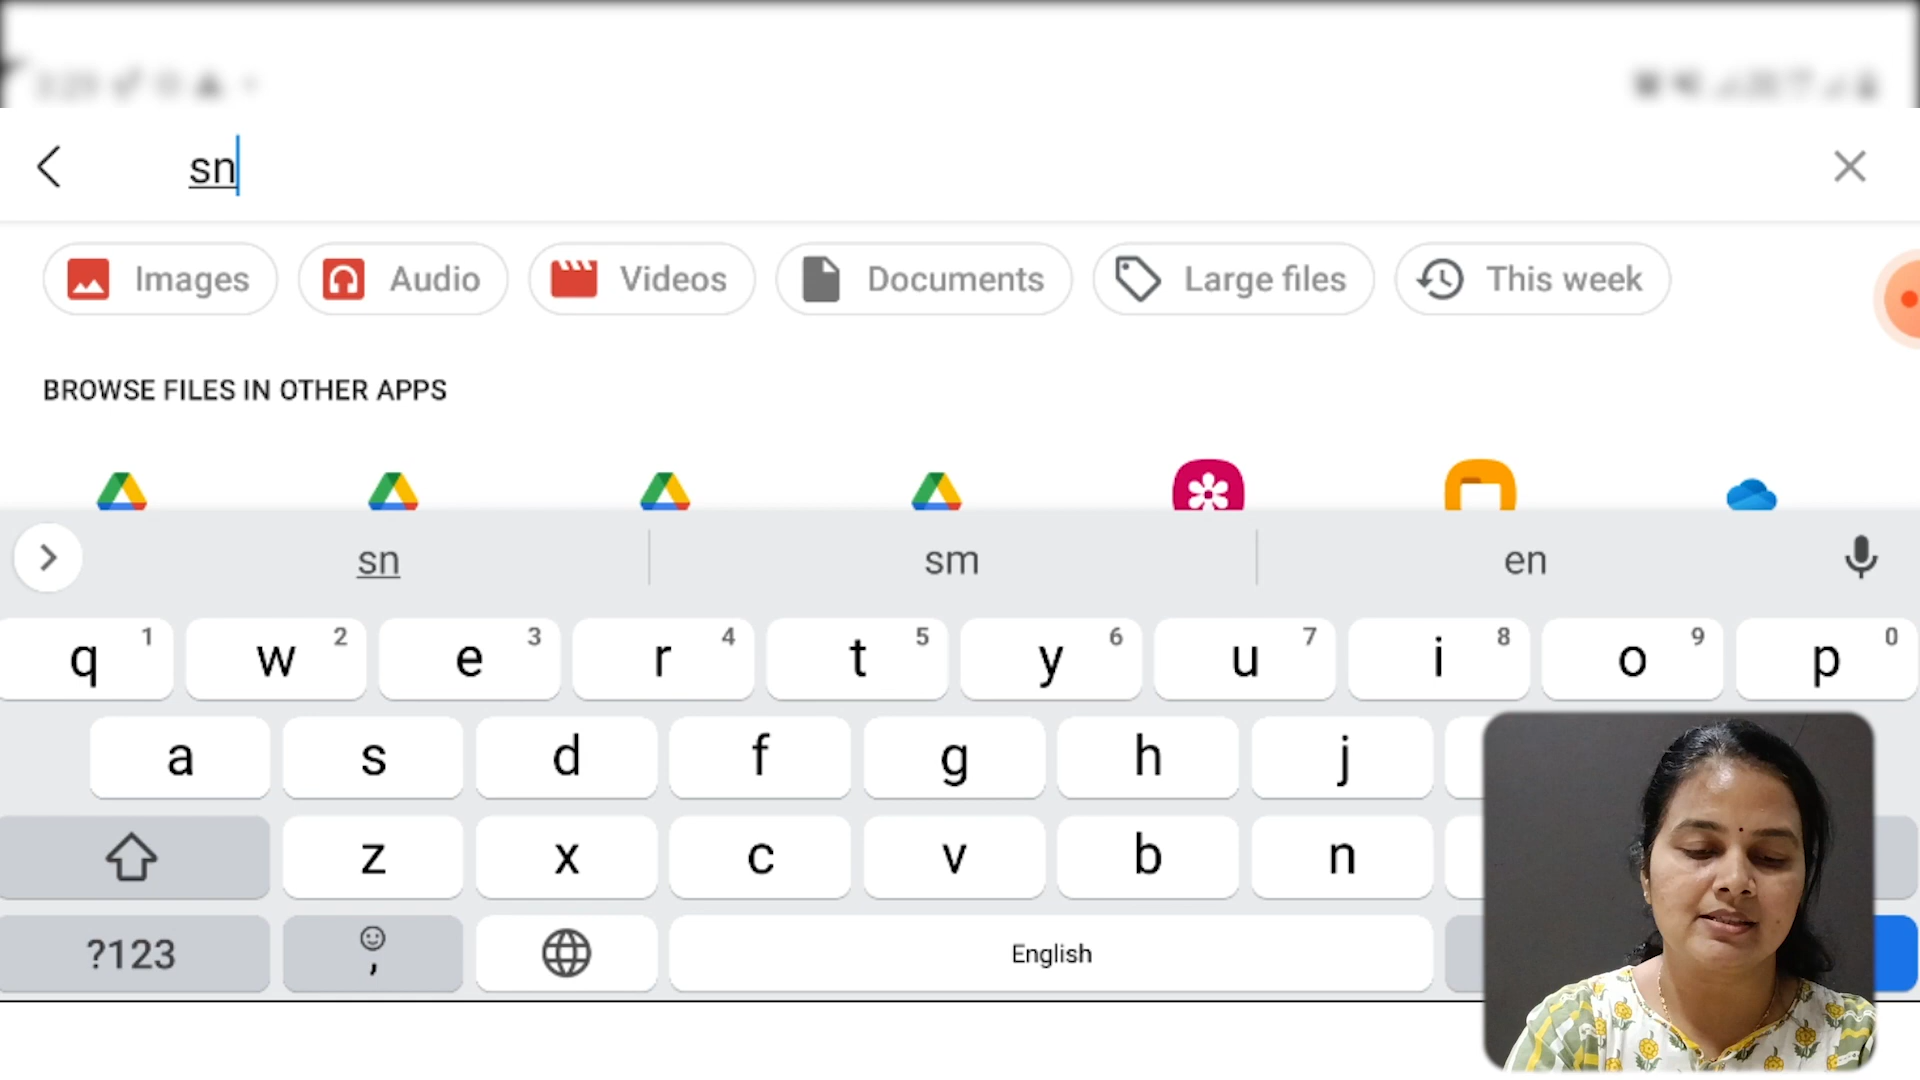 sn
Images Audio Videos Documents Large files This week
BROWSE FILES IN OTHER APPS
sn sm en
q 1 w 2 e 3 r 4 t 5 y 6 u 7 i 8 o 9 p 0
a s d f g h j
z x c v b n
?123 , English